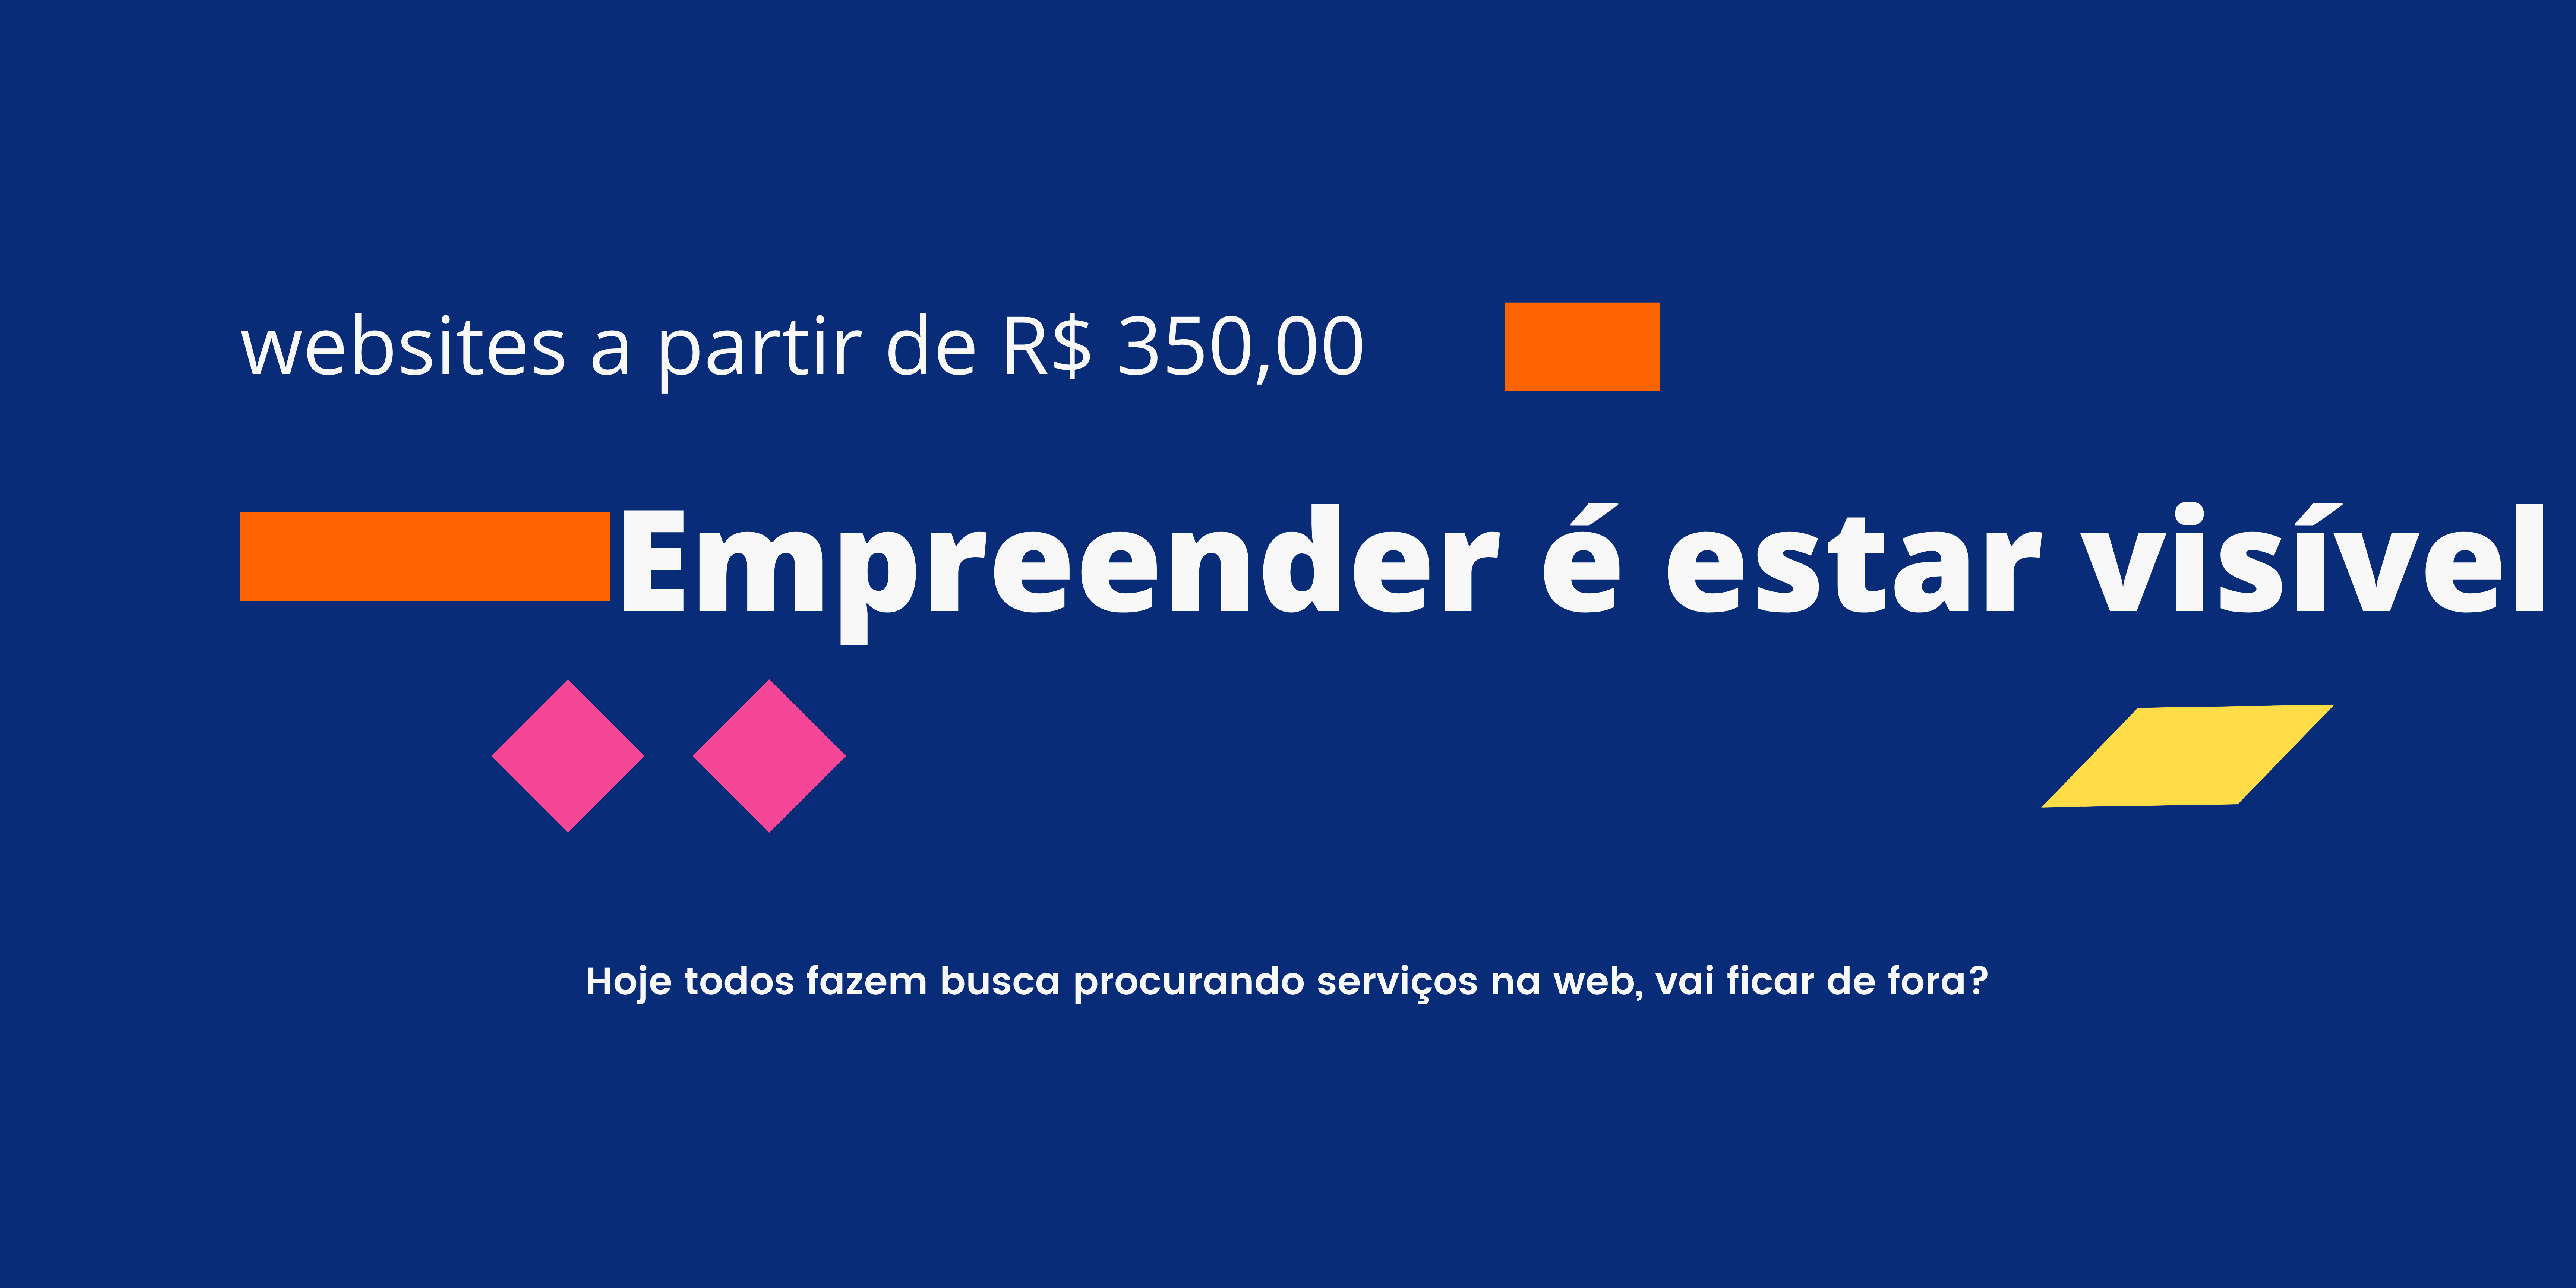 websites a partir de R$ 350,00
Empreender é estar visível
Hoje todos fazem busca procurando serviços na web, vai ficar de fora?